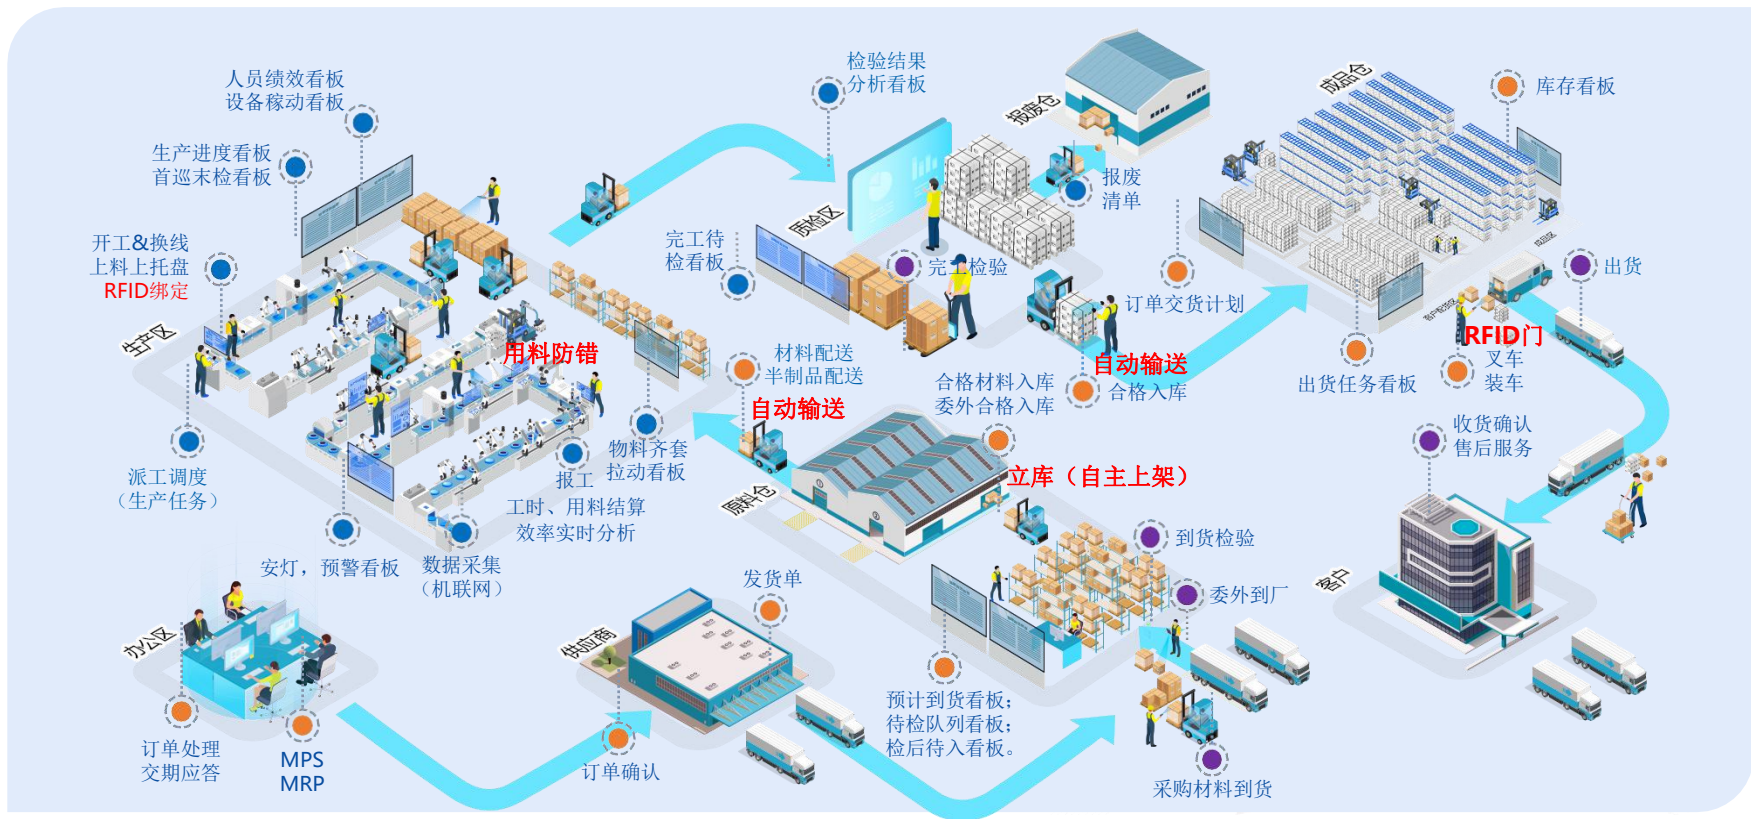 人员绩效看板
设备稼动看板
生产进度看板
首巡末检看板
开工&换线
上料上托盘
RFID绑定
生产区
派工调度
（生产任务）
安灯，预警看板
数据采集
（机联网）
报工
工时、用料结算
效率实时分析
物料齐套
拉动看板
用料防错
材料配送
半制品配送
自动输送
检验结果
分析看板
质检区
完工待
检看板
完工检验
报废仓
报废
清单
成品仓
库存看板
成品区
订单交货计划
自动输送
合格入库
合格材料入库
委外合格入库
立库（自主上架）
原料仓
出货任务看板
客户配货区
RFID门
叉车
装车
出货
收货确认
售后服务
客户
到货检验
委外到厂
预计到货看板；
待检队列看板；
检后待入看板。
采购材料到货
办公区
订单处理
交期应答
MPS
MRP
供应商
发货单
订单确认